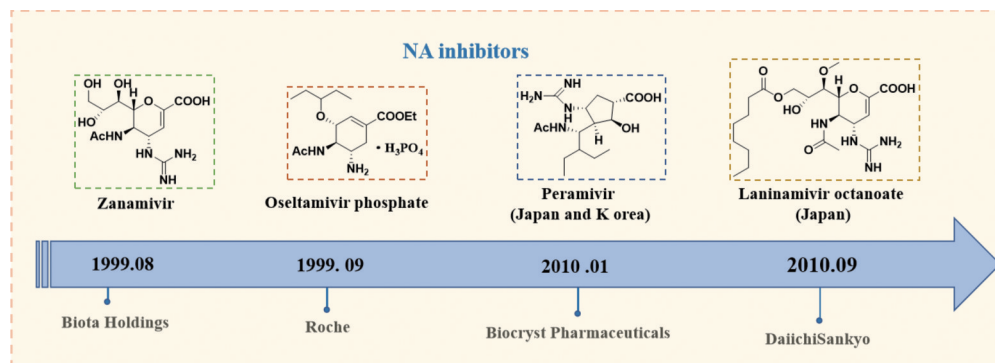 NA inhibitors
OH
OH
HO
O
COOH
H
AcHN
HN
NH2
NH
Zanamivir
O
COOEt
AcHN
NH2
• H3PO4
Oseltamivir phosphate
NH
H2N
HN
COOH
AcHN
H
OH
Peramivir
(Japan and K orea)
O
O
O
H
HO
O
COOH
HN
O
HN
NH2
NH
Laninamivir octanoate
(Japan)
1999.08
1999. 09
2010 .01
2010.09
Biota Holdings
Roche
Biocryst Pharmaceuticals
DaiichiSankyo